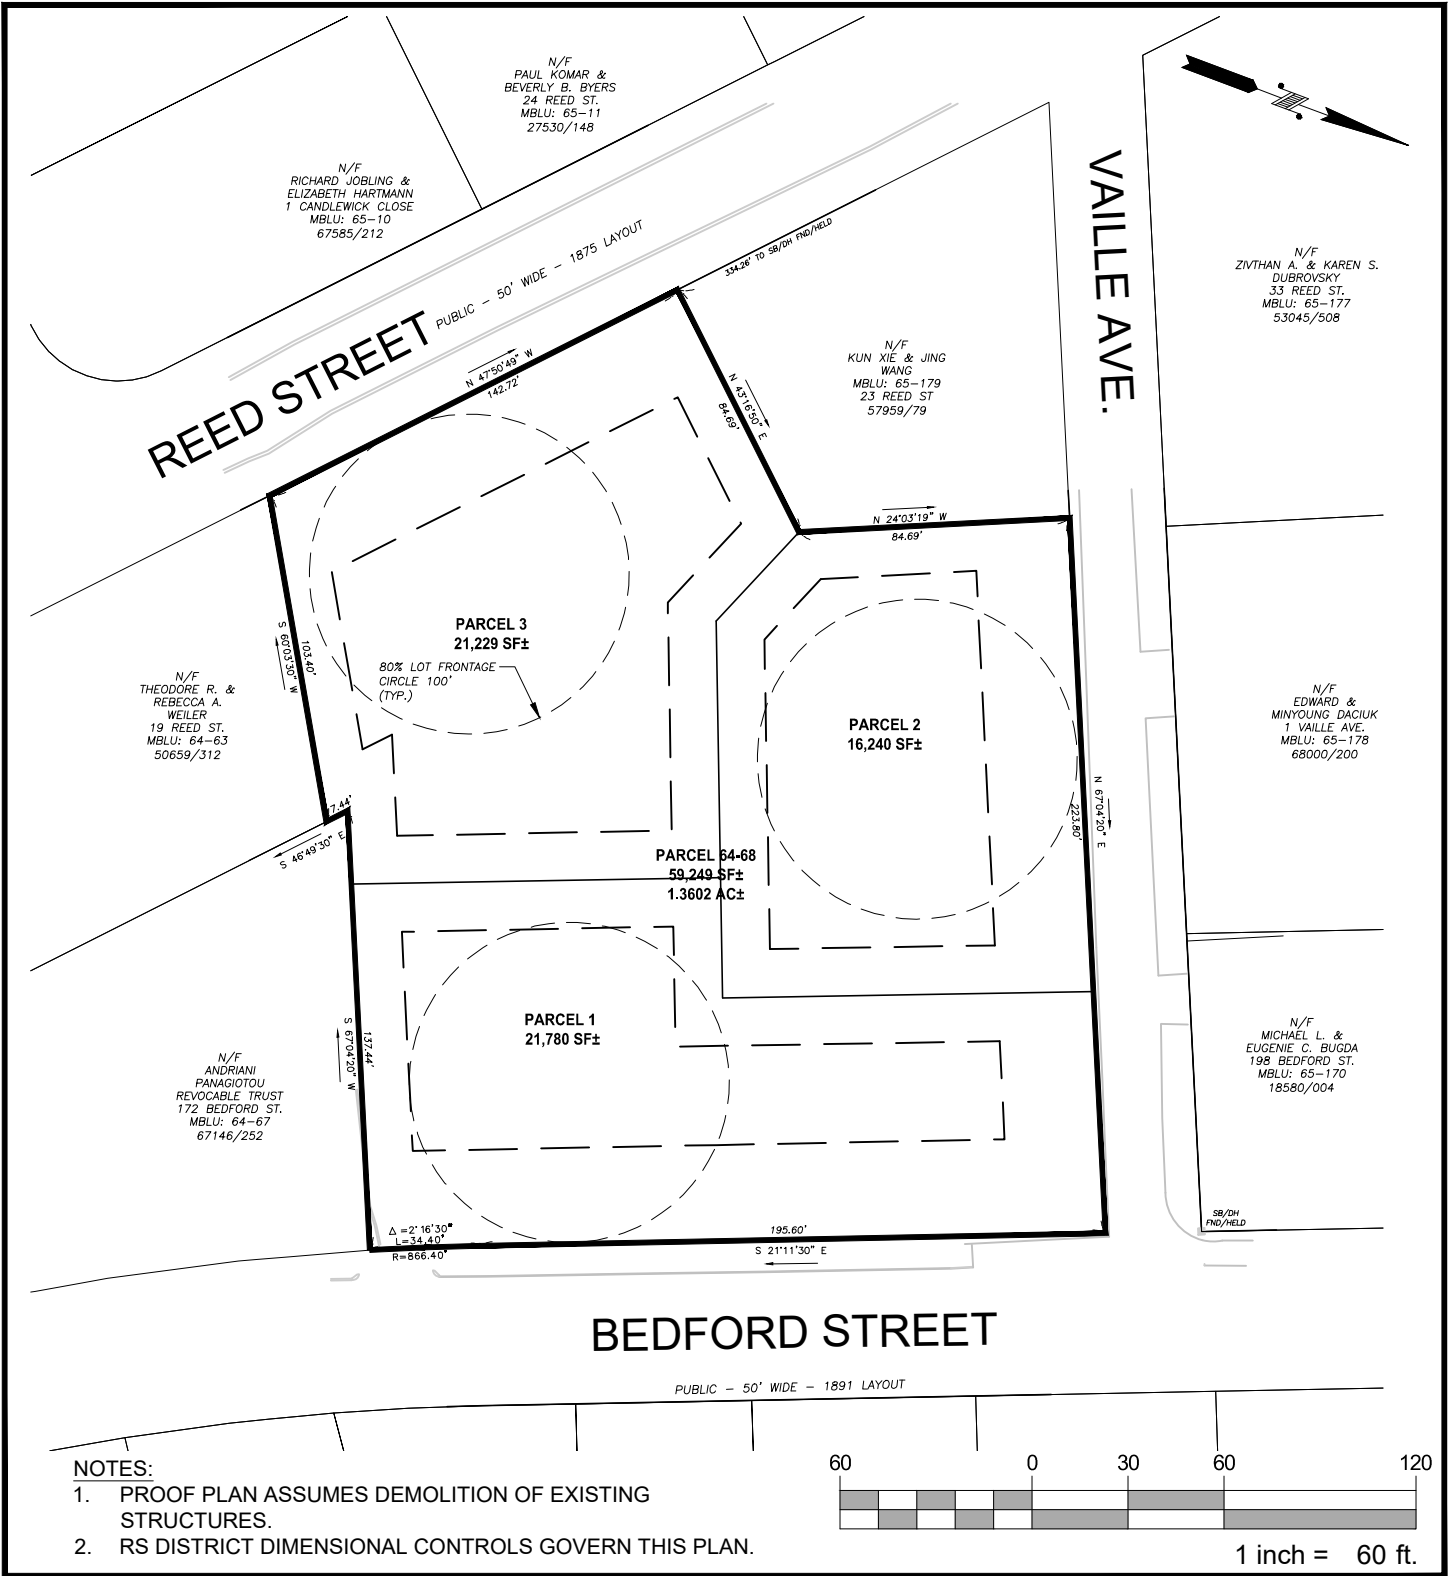 N/F
PAUL KOMAR &
BEVERLY B. BYERS
24 REED ST.
MBLU: 65-11
27530/148
N/F
RICHARD JOBLING &
ELIZABETH HARTMANN
1 CANDLEWICK CLOSE
MBLU: 65-10
67585/212
REED STREET
PUBLIC - 50' WIDE - 1875 LAYOUT
334.26' TO SB/DH FND/HELD
VAILLE AVE.
N/F
ZIVTHAN A. & KAREN S.
DUBROVSKY
33 REED ST.
MBLU: 65-177
53045/508
N/F
KUN XIE & JING
WANG
MBLU: 65-179
23 REED ST
57959/79
N 47°50'49" W
142.72'
N 43°16'50" E
84.69'
N 24°03'19" W
84.69'
S 60°03'30" W
103.40'
PARCEL 3
21,229 SF±
80% LOT FRONTAGE
CIRCLE 100'
(TYP.)
N/F
THEODORE R. &
REBECCA A.
WEILER
19 REED ST.
MBLU: 64-63
50659/312
PARCEL 2
16,240 SF±
N/F
EDWARD &
MINYOUNG DACIUK
1 VAILLE AVE.
MBLU: 65-178
68000/200
7.44'
S 46°49'30" E
N 67°04'20" E
223.80'
PARCEL 64-68
59,249 SF±
1.3602 AC±
PARCEL 1
21,780 SF±
S 67°04'20" W
137.44'
N/F
ANDRIANI
PANAGIOTOU
REVOCABLE TRUST
172 BEDFORD ST.
MBLU: 64-67
67146/252
N/F
MICHAEL L. &
EUGENIE C. BUGDA
198 BEDFORD ST.
MBLU: 65-170
18580/004
SB/DH
FND/HELD
Δ=2°16'30"
L=34.40'
R=866.40'
195.60'
S 21°11'30" E
BEDFORD STREET
PUBLIC - 50' WIDE - 1891 LAYOUT
NOTES:
1. PROOF PLAN ASSUMES DEMOLITION OF EXISTING
STRUCTURES.
2. RS DISTRICT DIMENSIONAL CONTROLS GOVERN THIS PLAN.
60 0 30 60 120
1 inch = 60 ft.